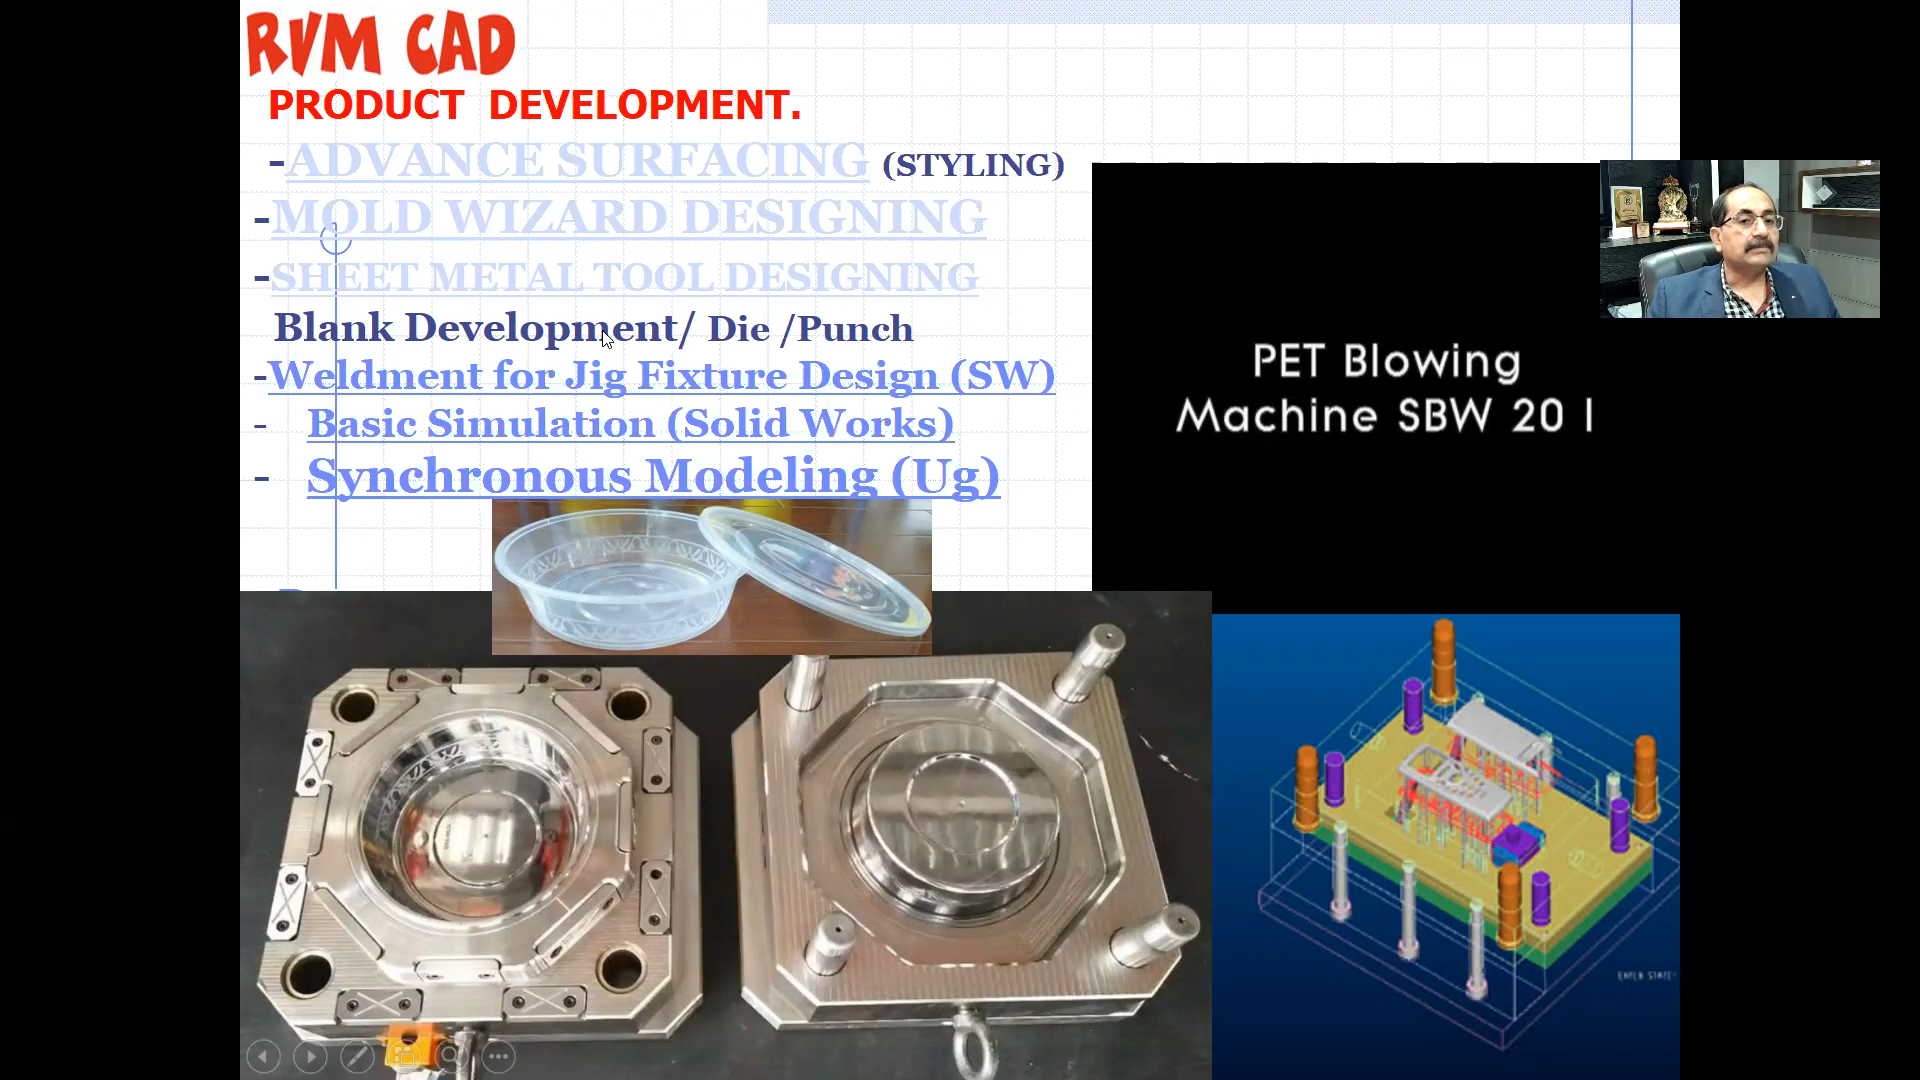 RVM CAD
PRODUCT DEVELOPMENT.
-ADVANCE SURFACING (STYLING)
-MOLD WIZARD DESIGNING
-SHEET METAL TOOL DESIGNING
Blank Development/ Die /Punch
-Weldment for Jig Fixture Design (SW)
- Basic Simulation (Solid Works)
- Synchronous Modeling (Ug)
PET Blowing
Machine SBW 20 l